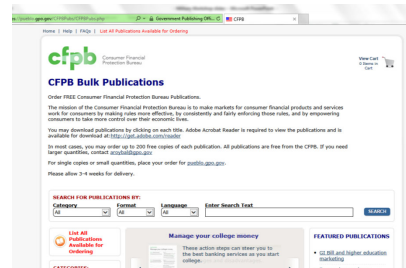 Government Publishing Offi...
CFPB
Home | Help | FAQs | List All Publications Available for Ordering
cfpb Consumer Financial
Protection Bureau
View Cart
0 Items in
Cart
CFPB Bulk Publications
Order FREE Consumer Financial Protection Bureau Publications.
The mission of the Consumer Financial Protection Bureau is to make markets for consumer financial products and services
work for consumers by making rules more effective, by consistently and fairly enforcing those rules, and by empowering
consumers to take more control over their economic lives.
You may download publications by clicking on each title. Adobe Acrobat Reader is required to view the publications and is
available for download at:http://get.adobe.com/reader
In most cases, you may order up to 200 free copies of each publication. All publications are free from the CFPB. If you need
larger quantities, contact aroybal@gpo.gov
For single copies or small quantities, place your order for pueblo.gpo.gov.
Please allow 3-4 weeks for delivery.
SEARCH FOR PUBLICATIONS BY:
Category Format Language Enter Search Text
All All All SEARCH
List All
Publications
Available for
Ordering
CATEGORIES:
Manage your college money
These action steps can steer you to
the best banking services as you start
college.
FEATURED PUBLICATIONS
GI Bill and higher education
marketing